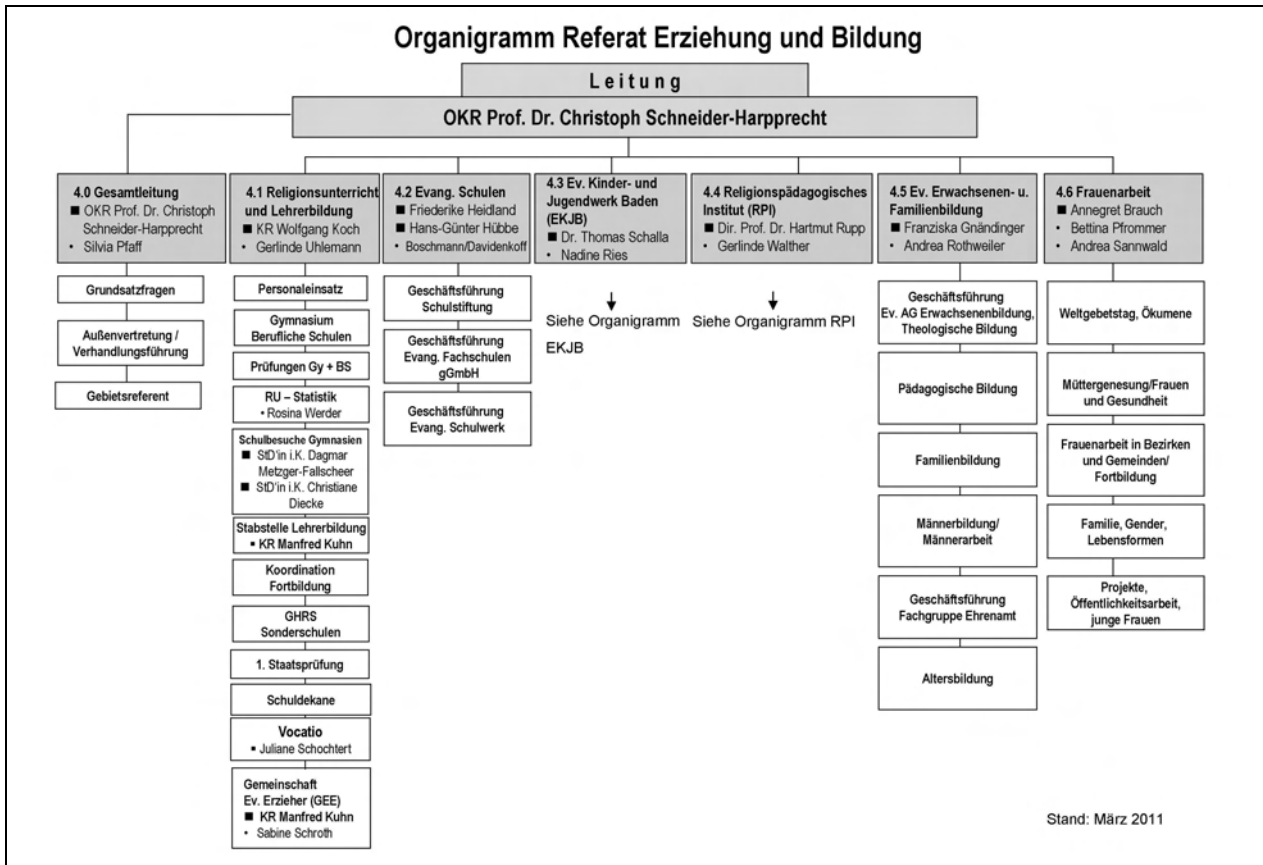 Organigramm Referat Erziehung und Bildung
Leitung
OKR Prof. Dr. Christoph Schneider-Harpprecht
4.0 Gesamtleitung
■ OKR Prof. Dr. Christoph
Schneider-Harpprecht
• Silvia Pfaff
Grundsatzfragen
Außenvertretung /
Verhandlungsführung
Gebietsreferent
4.1 Religionsunterricht
und Lehrerbildung
■ KR Wolfgang Koch
• Gerlinde Uhlemann
Personaleinsatz
Gymnasium
Berufliche Schulen
Prüfungen Gy + BS
RU – Statistik
• Rosina Werder
Schulbesuche Gymnasien
■ StD'in i.K. Dagmar
Metzger-Fallscheer
■ StD'in i.K. Christiane
Diecke
Stabstelle Lehrerbildung
▪ KR Manfred Kuhn
Koordination
Fortbildung
GHRS
Sonderschulen
1. Staatsprüfung
Schuldekane
Vocatio
▪ Juliane Schochtert
Gemeinschaft
Ev. Erzieher (GEE)
■ KR Manfred Kuhn
• Sabine Schroth
4.2 Evang. Schulen
■ Friederike Heidland
■ Hans-Günter Hübbe
• Boschmann/Davidenkoff
Geschäftsführung
Schulstiftung
Geschäftsführung
Evang. Fachschulen
gGmbH
Geschäftsführung
Evang. Schulwerk
4.3 Ev. Kinder- und
Jugendwerk Baden
(EKJB)
■ Dr. Thomas Schalla
• Nadine Ries
Siehe Organigramm
EKJB
4.4 Religionspädagogisches
Institut (RPI)
■ Dir. Prof. Dr. Hartmut Rupp
• Gerlinde Walther
Siehe Organigramm RPI
4.5 Ev. Erwachsenen- u.
Familienbildung
■ Franziska Gnändinger
• Andrea Rothweiler
Geschäftsführung
Ev. AG Erwachsenenbildung,
Theologische Bildung
Pädagogische Bildung
Familienbildung
Männerbildung/
Männerarbeit
Geschäftsführung
Fachgruppe Ehrenamt
Altersbildung
4.6 Frauenarbeit
■ Annegret Brauch
• Bettina Pfrommer
• Andrea Sannwald
Weltgebetstag, Ökumene
Müttergenesung/Frauen
und Gesundheit
Frauenarbeit in Bezirken
und Gemeinden/
Fortbildung
Familie, Gender,
Lebensformen
Projekte,
Öffentlichkeitsarbeit,
junge Frauen
Stand: März 2011